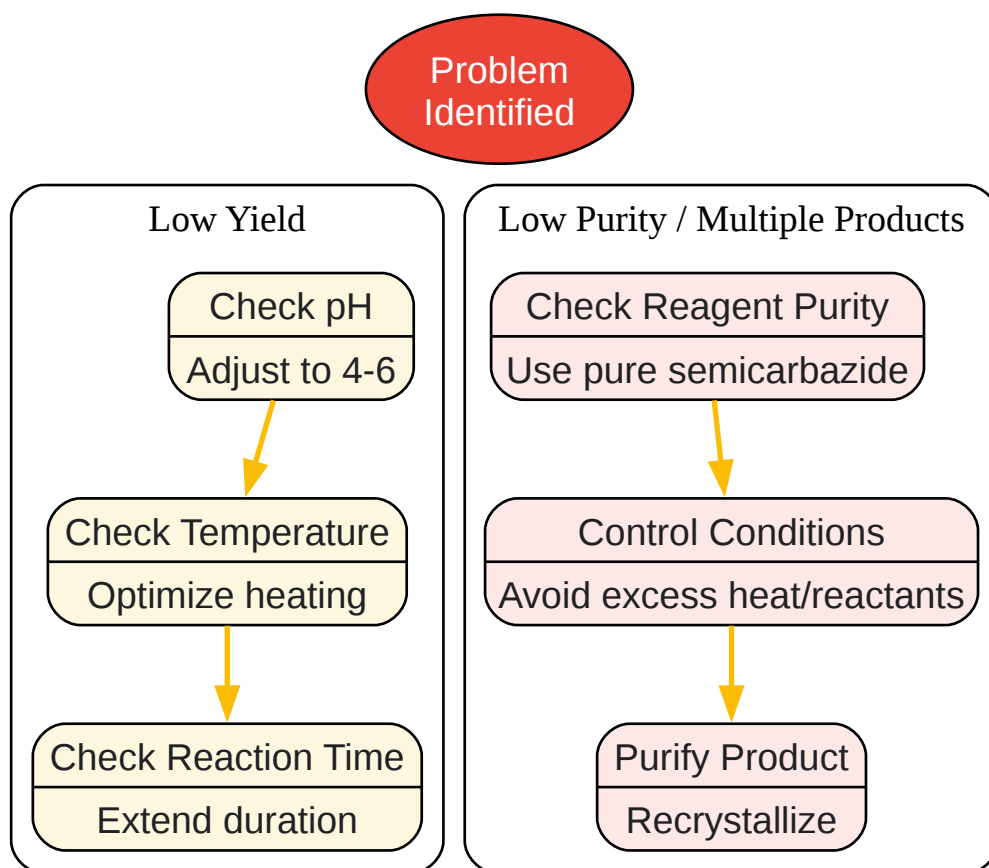 Problem
Identified
Low Yield
Check pH
Adjust to 4-6
Check Temperature
Optimize heating
Check Reaction Time
Extend duration
Low Purity / Multiple Products
Check Reagent Purity
Use pure semicarbazide
Control Conditions
Avoid excess heat/reactants
Purify Product
Recrystallize